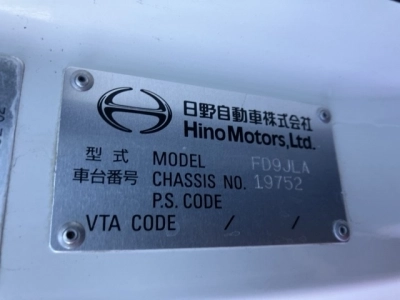 日野自動車株式会社
Hino Motors, Ltd.
型式 MODEL FD9JLA
車台番号 CHASSIS NO. 19752
P.S. CODE
VTA CODE / /